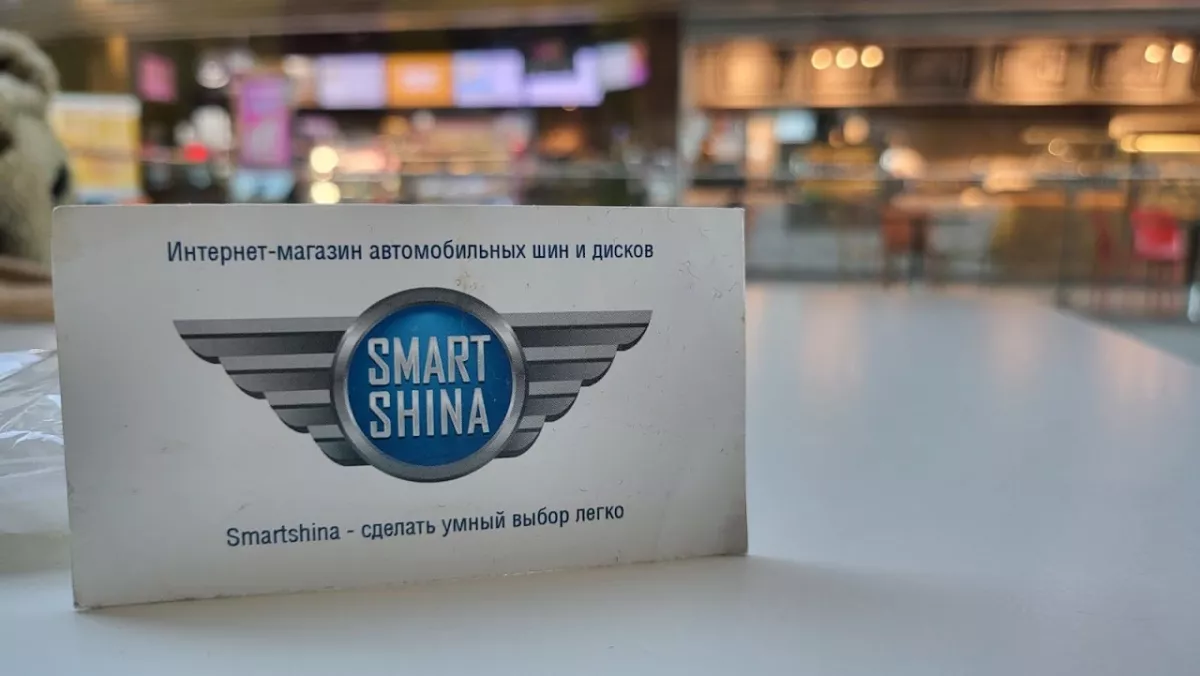 Интернет-магазин автомобильных шин и дисков
SMART
SHINA
Smartshina - сделать умный выбор легко